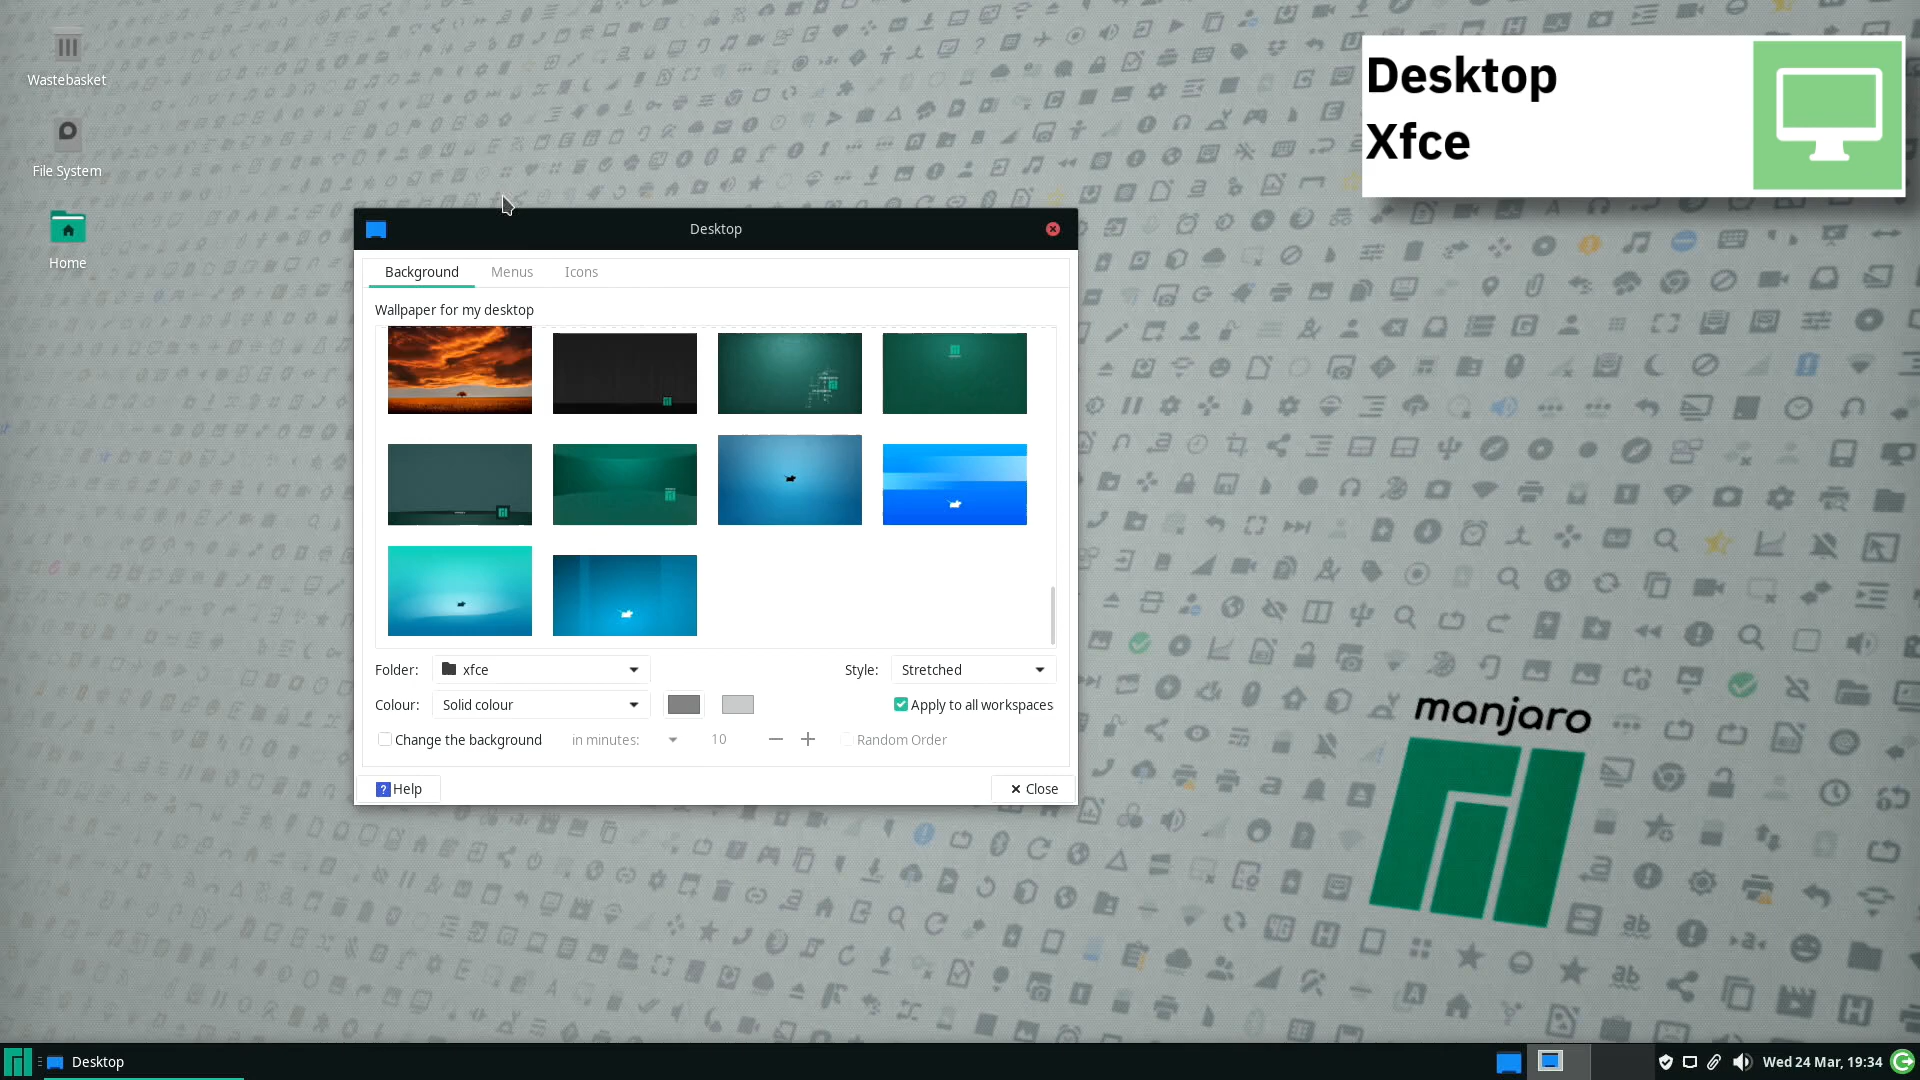 Wastebasket
File System
Home
Desktop
Xfce
Desktop
Background Menus Icons
Wallpaper for my desktop
Folder: xfce Style: Stretched
Colour: Solid colour Apply to all workspaces
Change the background in minutes: 10 Random Order
? Help Close
manjaro
Desktop Wed 24 Mar, 19:34